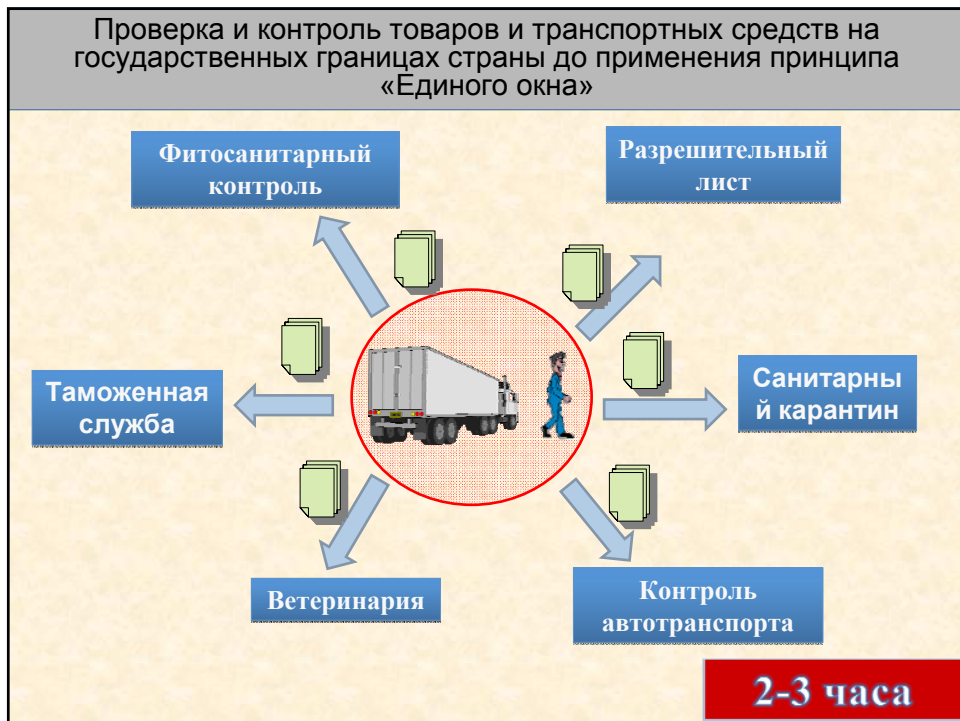 Проверка и контроль товаров и транспортных средств на
государственных границах страны до применения принципа
«Единого окна»
Фитосанитарный
контроль
Разрешительный
лист
Таможенная
служба
Санитарны
й карантин
Ветеринария
Контроль
автотранспорта
2-3 часа